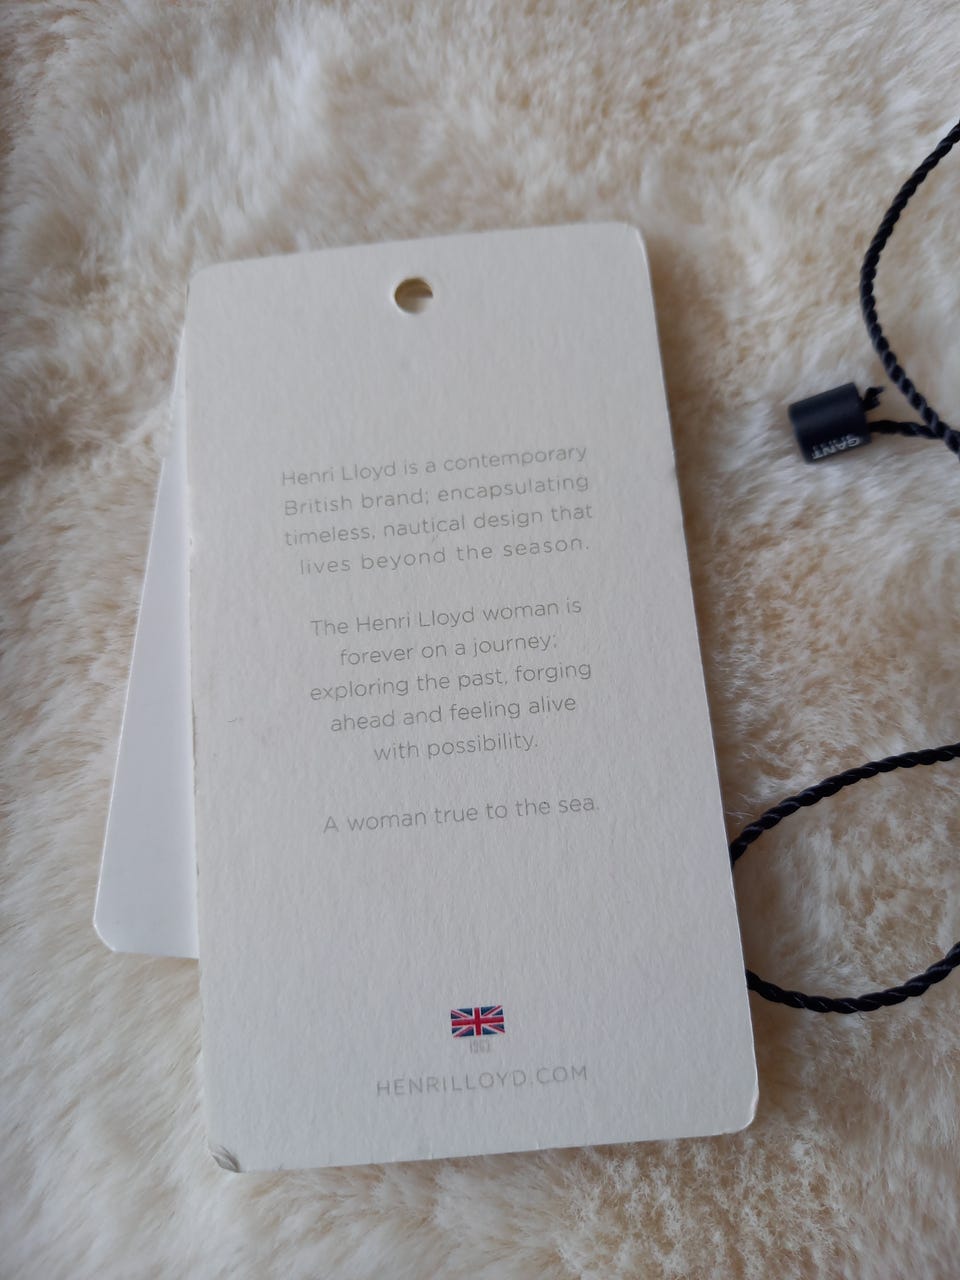 Henri Lloyd is a contemporary
British brand; encapsulating
timeless, nautical design that
lives beyond the season.
The Henri Lloyd woman is
forever on a journey;
exploring the past, forging
ahead and feeling alive
with possibility.
A woman true to the sea.
1963
HENRILLOYD.COM
GANT